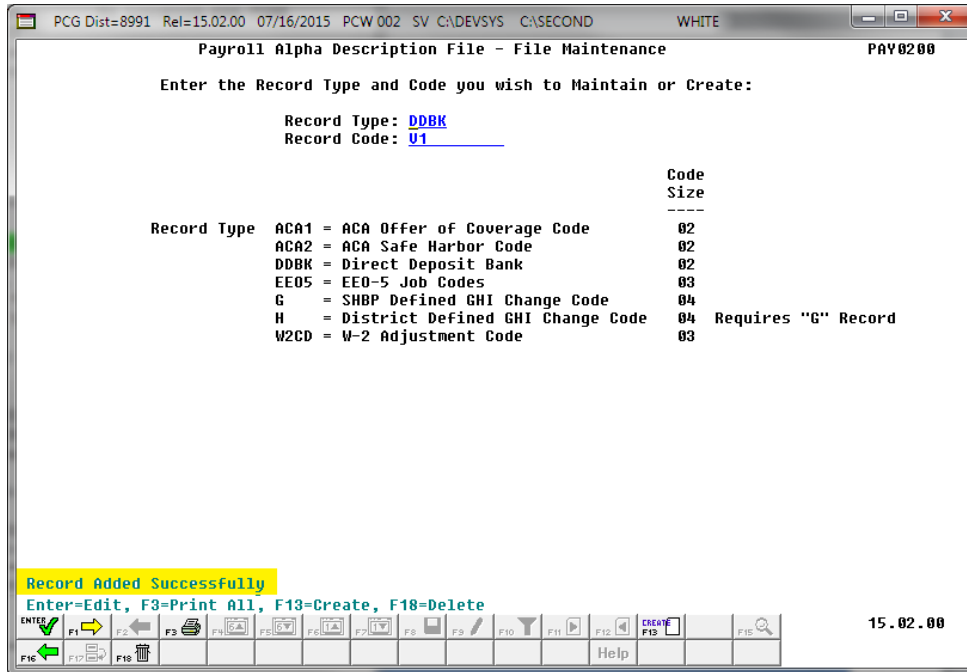 PCG Dist=8991 Rel=15.02.00 07/16/2015 PCW 002 SV C:\DEVSYS C:\SECOND WHITE
Payroll Alpha Description File - File Maintenance PAY0200
Enter the Record Type and Code you wish to Maintain or Create:
Record Type: DDBK
Record Code: V1
Code
Size
----
Record Type ACA1 = ACA Offer of Coverage Code 02
ACA2 = ACA Safe Harbor Code 02
DDBK = Direct Deposit Bank 02
EEO5 = EEO-5 Job Codes 03
G = SHBP Defined GHI Change Code 04
H = District Defined GHI Change Code 04 Requires "G" Record
W2CD = W-2 Adjustment Code 03
Record Added Successfully
Enter=Edit, F3=Print All, F13=Create, F18=Delete
ENTER F1 F2 F3 F4 F5 F6 F7 F8 F9 F10 F11 F12 CREATE F13 F15 15.02.00
F16 F17 F18 Help